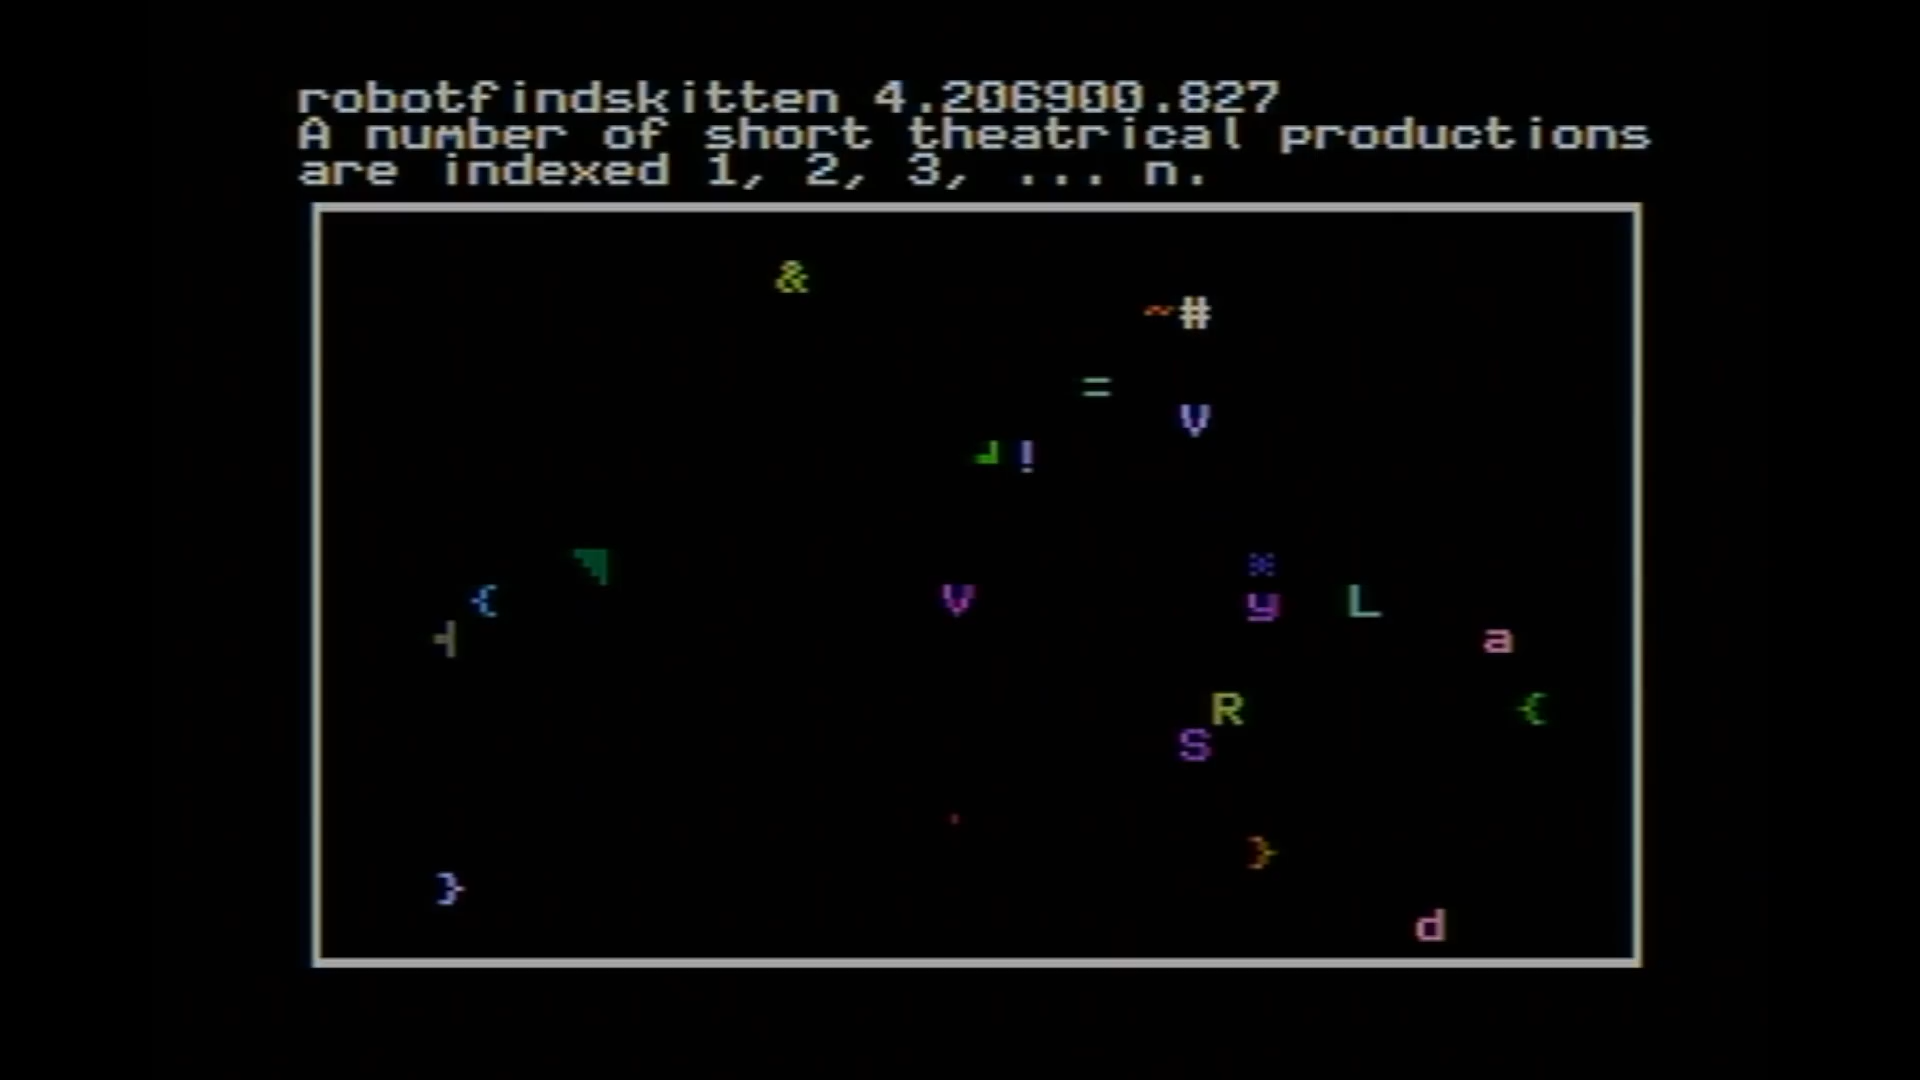 robotfindskitten 4.206900.827
A number of short theatrical productions
are indexed 1, 2, 3, ... n.
&
~#
=
V
!
*
{ V y L
┤ a
R {
S
.
}
}
d